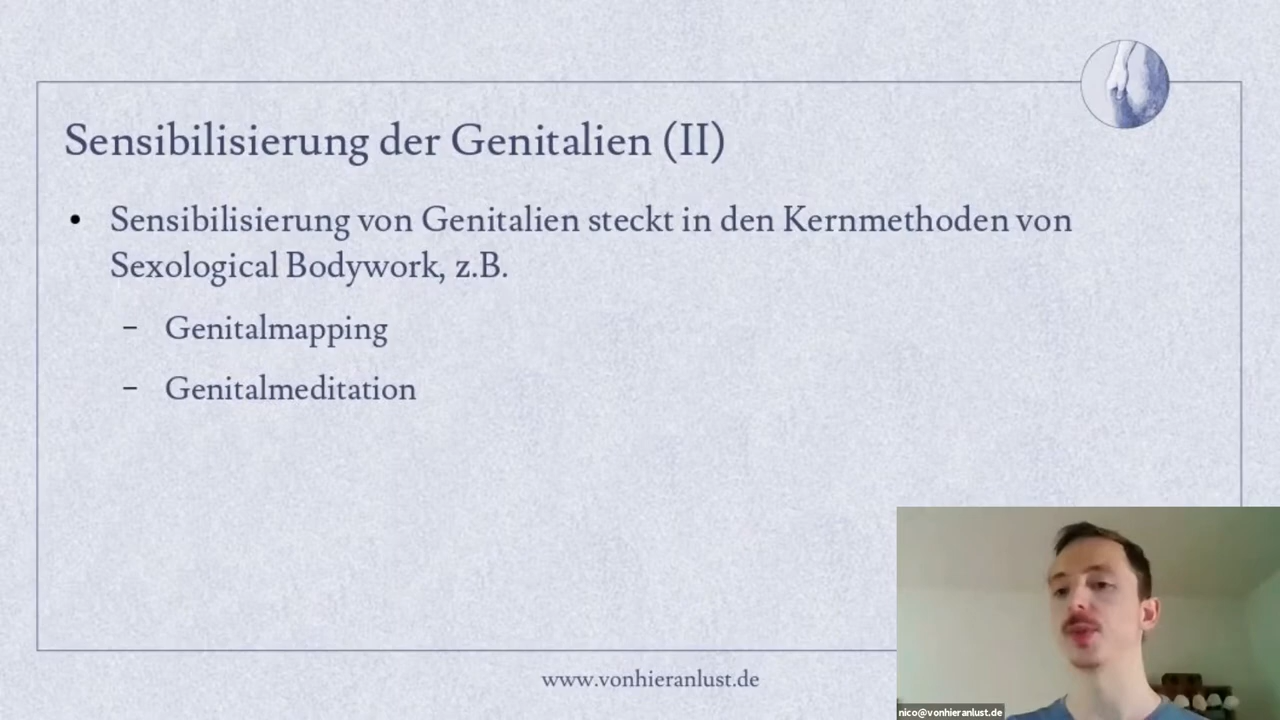 Sensibilisierung der Genitalien (II)
• Sensibilisierung von Genitalien steckt in den Kernmethoden von
Sexological Bodywork, z.B.
– Genitalmapping
– Genitalmeditation
www.vonhieranlust.de
nico@vonhieranlust.de